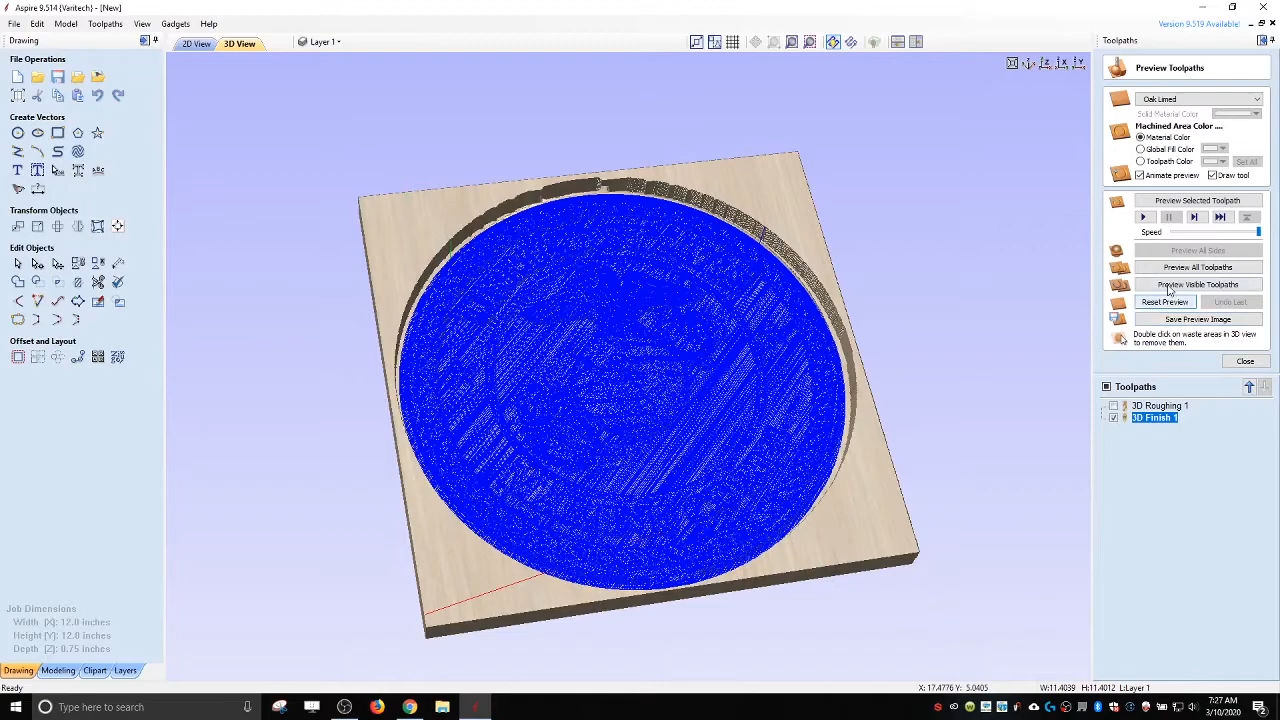 Aspire 9.514 {Varitech} - [New]
File Edit Model Toolpaths View Gadgets Help
Version 9.519 Available!
Drawing
2D View
3D View
Layer 1
Toolpaths
File Operations
Create Vectors
Transform Objects
Edit Objects
Offset and Layout
Job Dimensions
Width [X]: 12.0 inches
Height [Y]: 12.0 inches
Depth [Z]: 0.75 inches
Drawing Modeling Clipart Layers
Preview Toolpaths
Oak Limed
Solid Material Color
Machined Area Color ....
Material Color
Global Fill Color
Toolpath Color
Set All
Animate preview
Draw tool
Preview Selected Toolpath
Speed
Preview All Sides
Preview All Toolpaths
Preview Visible Toolpaths
Reset Preview
Undo Last
Save Preview Image
Double click on waste areas in 3D view
to remove them.
Close
Toolpaths
3D Roughing 1
3D Finish 1
Ready
X: 17.4776 Y: 5.0405
W:11.4039 H:11.4012 L:Layer 1
Type here to search
7:27 AM
3/10/2020